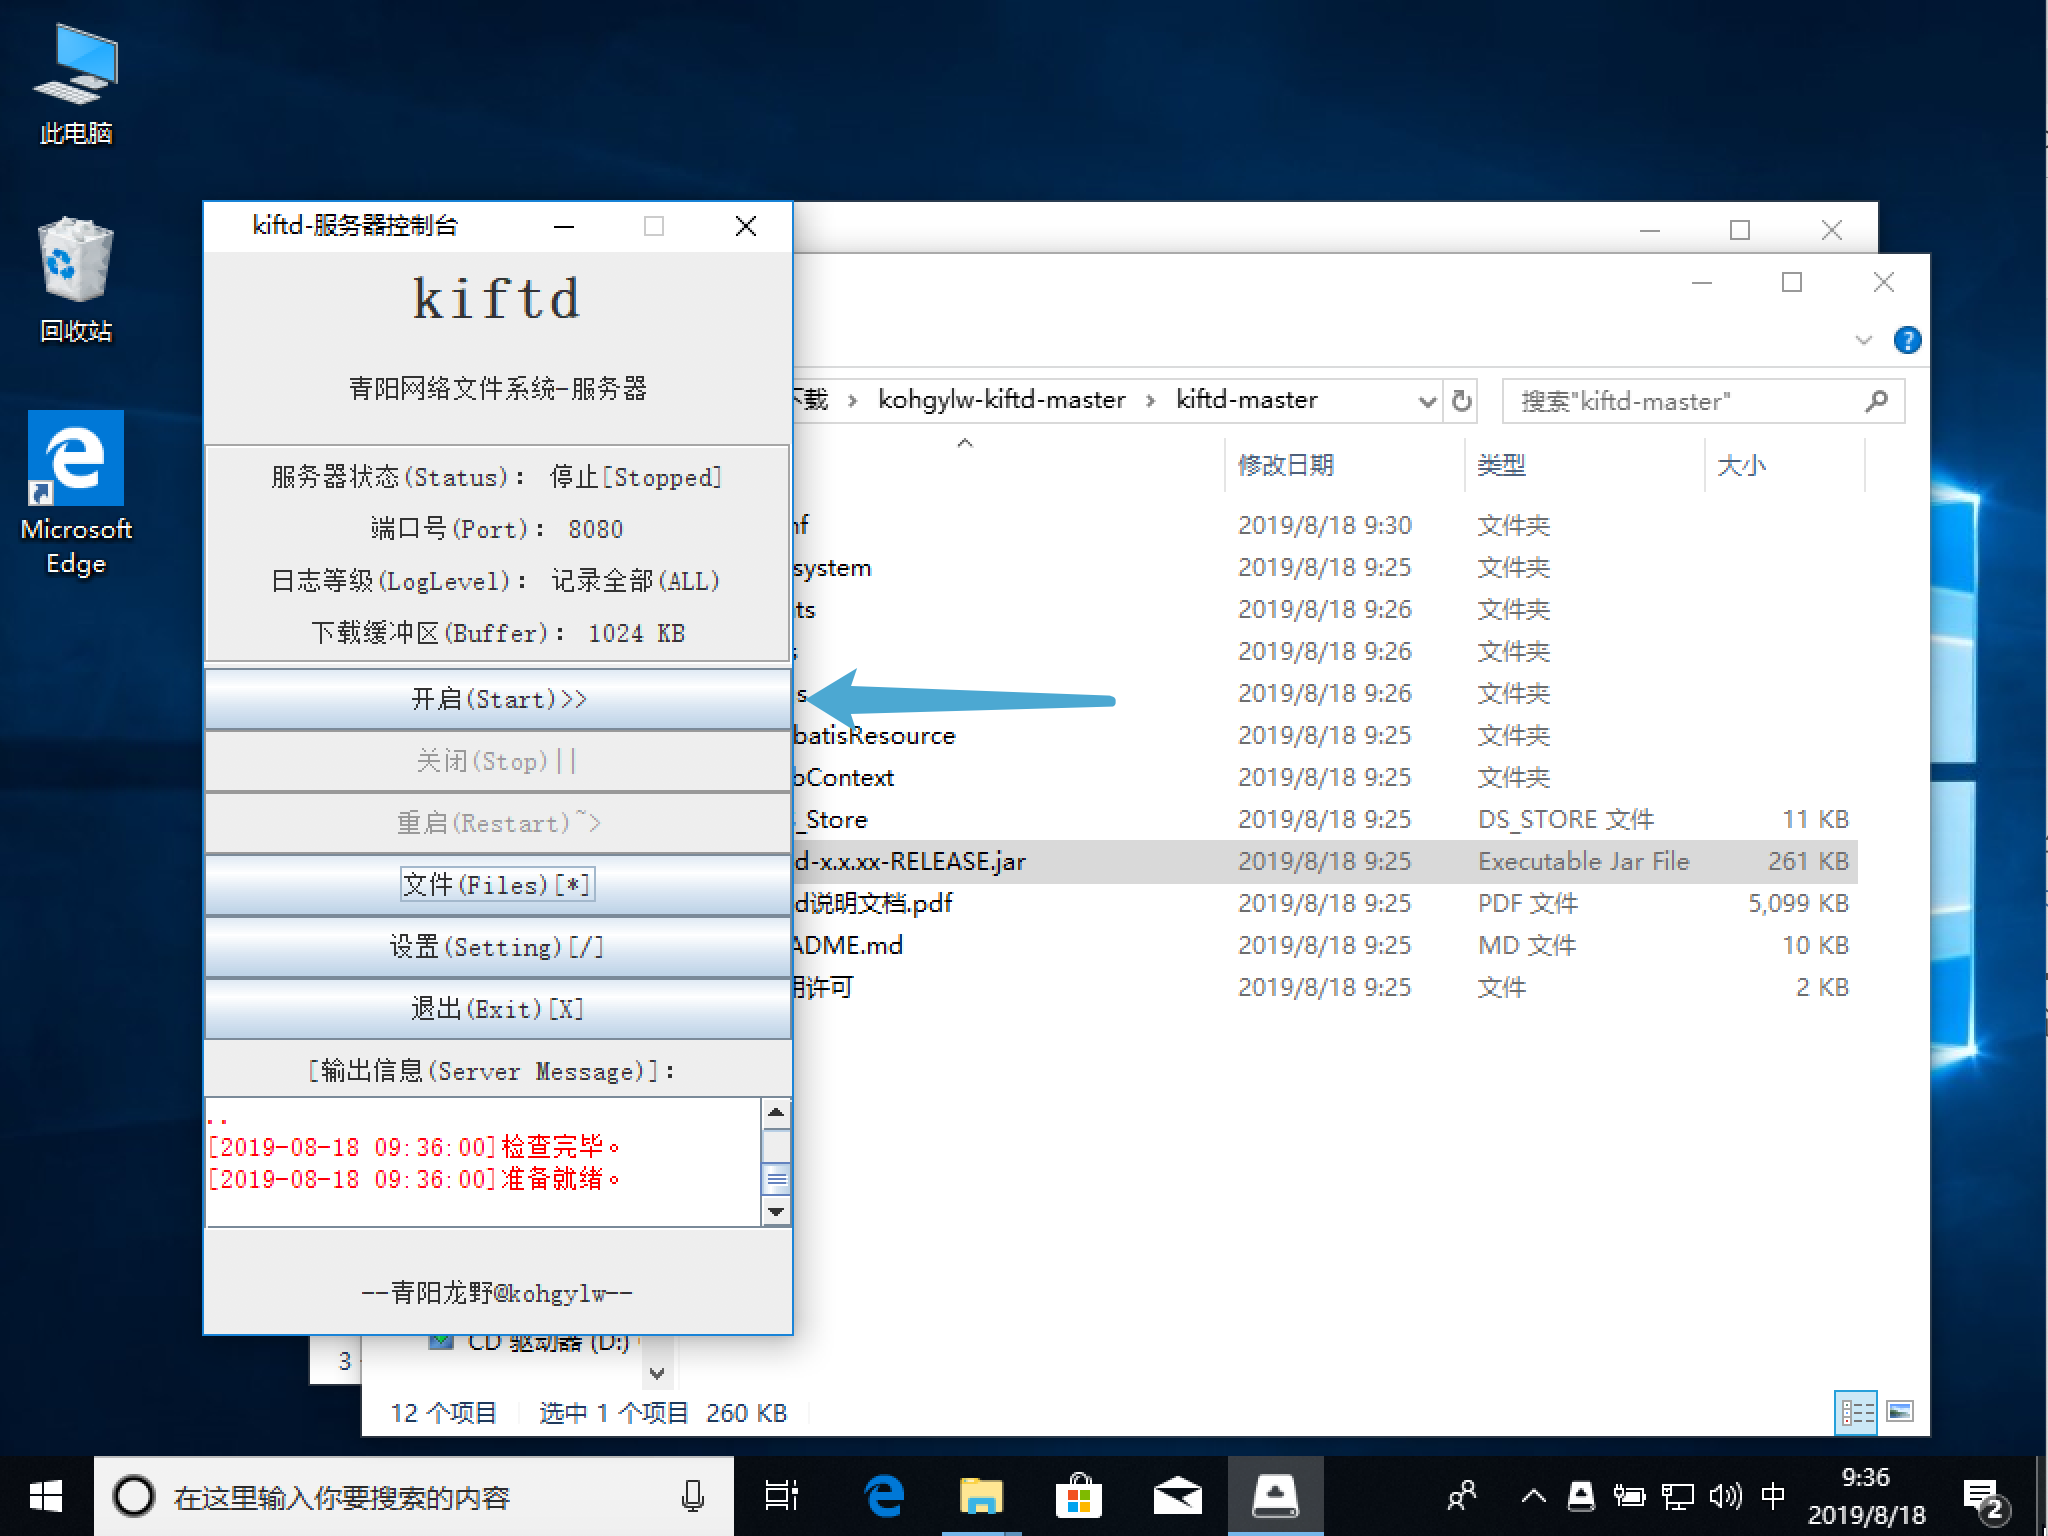 此电脑
回收站
Microsoft
Edge
kiftd-服务器控制台
kiftd
青阳网络文件系统-服务器
服务器状态(Status): 停止[Stopped]
端口号(Port): 8080
日志等级(LogLevel): 记录全部(ALL)
下载缓冲区(Buffer): 1024 KB
开启(Start)>>
关闭(Stop)||
重启(Restart)~>
文件(Files)[*]
设置(Setting)[/]
退出(Exit)[X]
[输出信息(Server Message)]:
..
[2019-08-18 09:36:00]检查完毕。
[2019-08-18 09:36:00]准备就绪。
--青阳龙野@kohgylw--
下载 › kohgylw-kiftd-master › kiftd-master
搜索"kiftd-master"
修改日期 类型 大小
nf 2019/8/18 9:30 文件夹
system 2019/8/18 9:25 文件夹
ts 2019/8/18 9:26 文件夹
s 2019/8/18 9:26 文件夹
s 2019/8/18 9:26 文件夹
batisResource 2019/8/18 9:25 文件夹
bContext 2019/8/18 9:25 文件夹
_Store 2019/8/18 9:25 DS_STORE 文件 11 KB
d-x.x.xx-RELEASE.jar 2019/8/18 9:25 Executable Jar File 261 KB
d说明文档.pdf 2019/8/18 9:25 PDF 文件 5,099 KB
ADME.md 2019/8/18 9:25 MD 文件 10 KB
用许可 2019/8/18 9:25 文件 2 KB
CD 驱动器 (D:)
3
12 个项目 选中 1 个项目 260 KB
在这里输入你要搜索的内容
中
9:36
2019/8/18
2